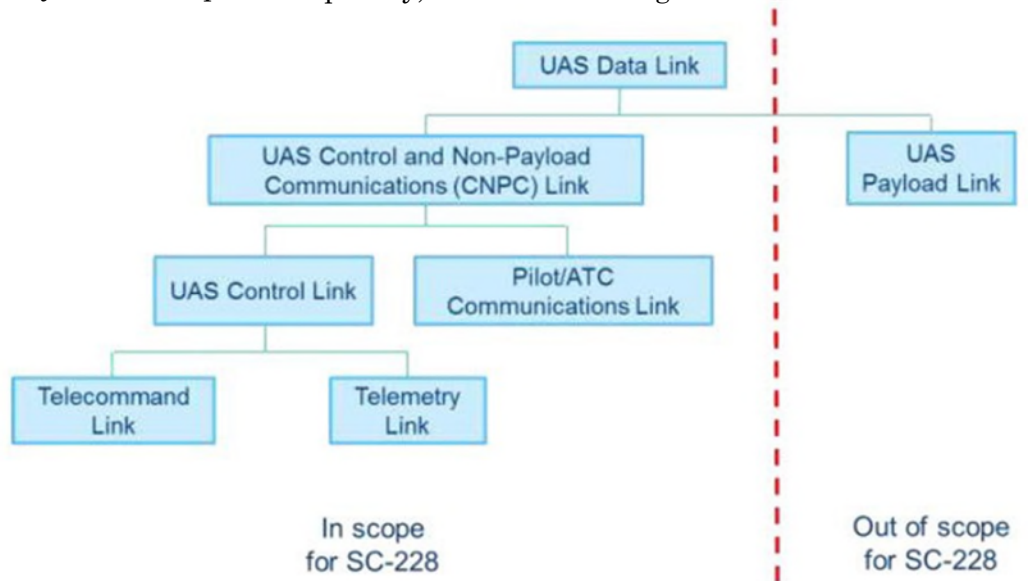 UAS Data Link
UAS Control and Non-Payload
Communications (CNPC) Link
UAS
Payload Link
UAS Control Link
Pilot/ATC
Communications Link
Telecommand
Link
Telemetry
Link
In scope
for SC-228
Out of scope
for SC-228